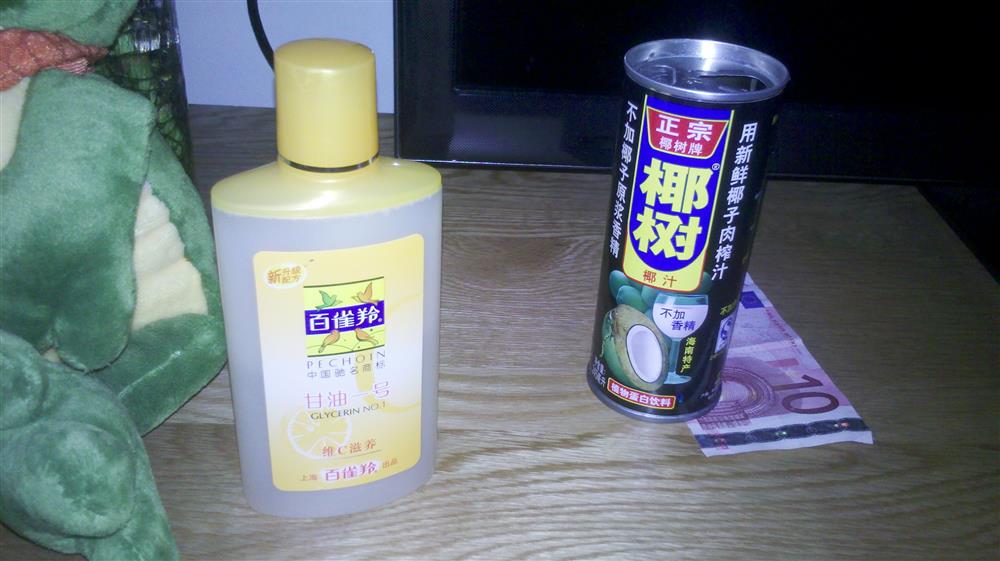 新升级
配方
百雀羚®
PECHOIN
中国驰名商标
甘油一号
GLYCERIN NO.1
维C滋养
上海 百雀羚® 出品
不加椰子原浆香精
正宗
椰树牌
椰树®
椰汁
用新鲜椰子肉榨汁
不加
香精
海南特产
植物蛋白饮料
不加
10